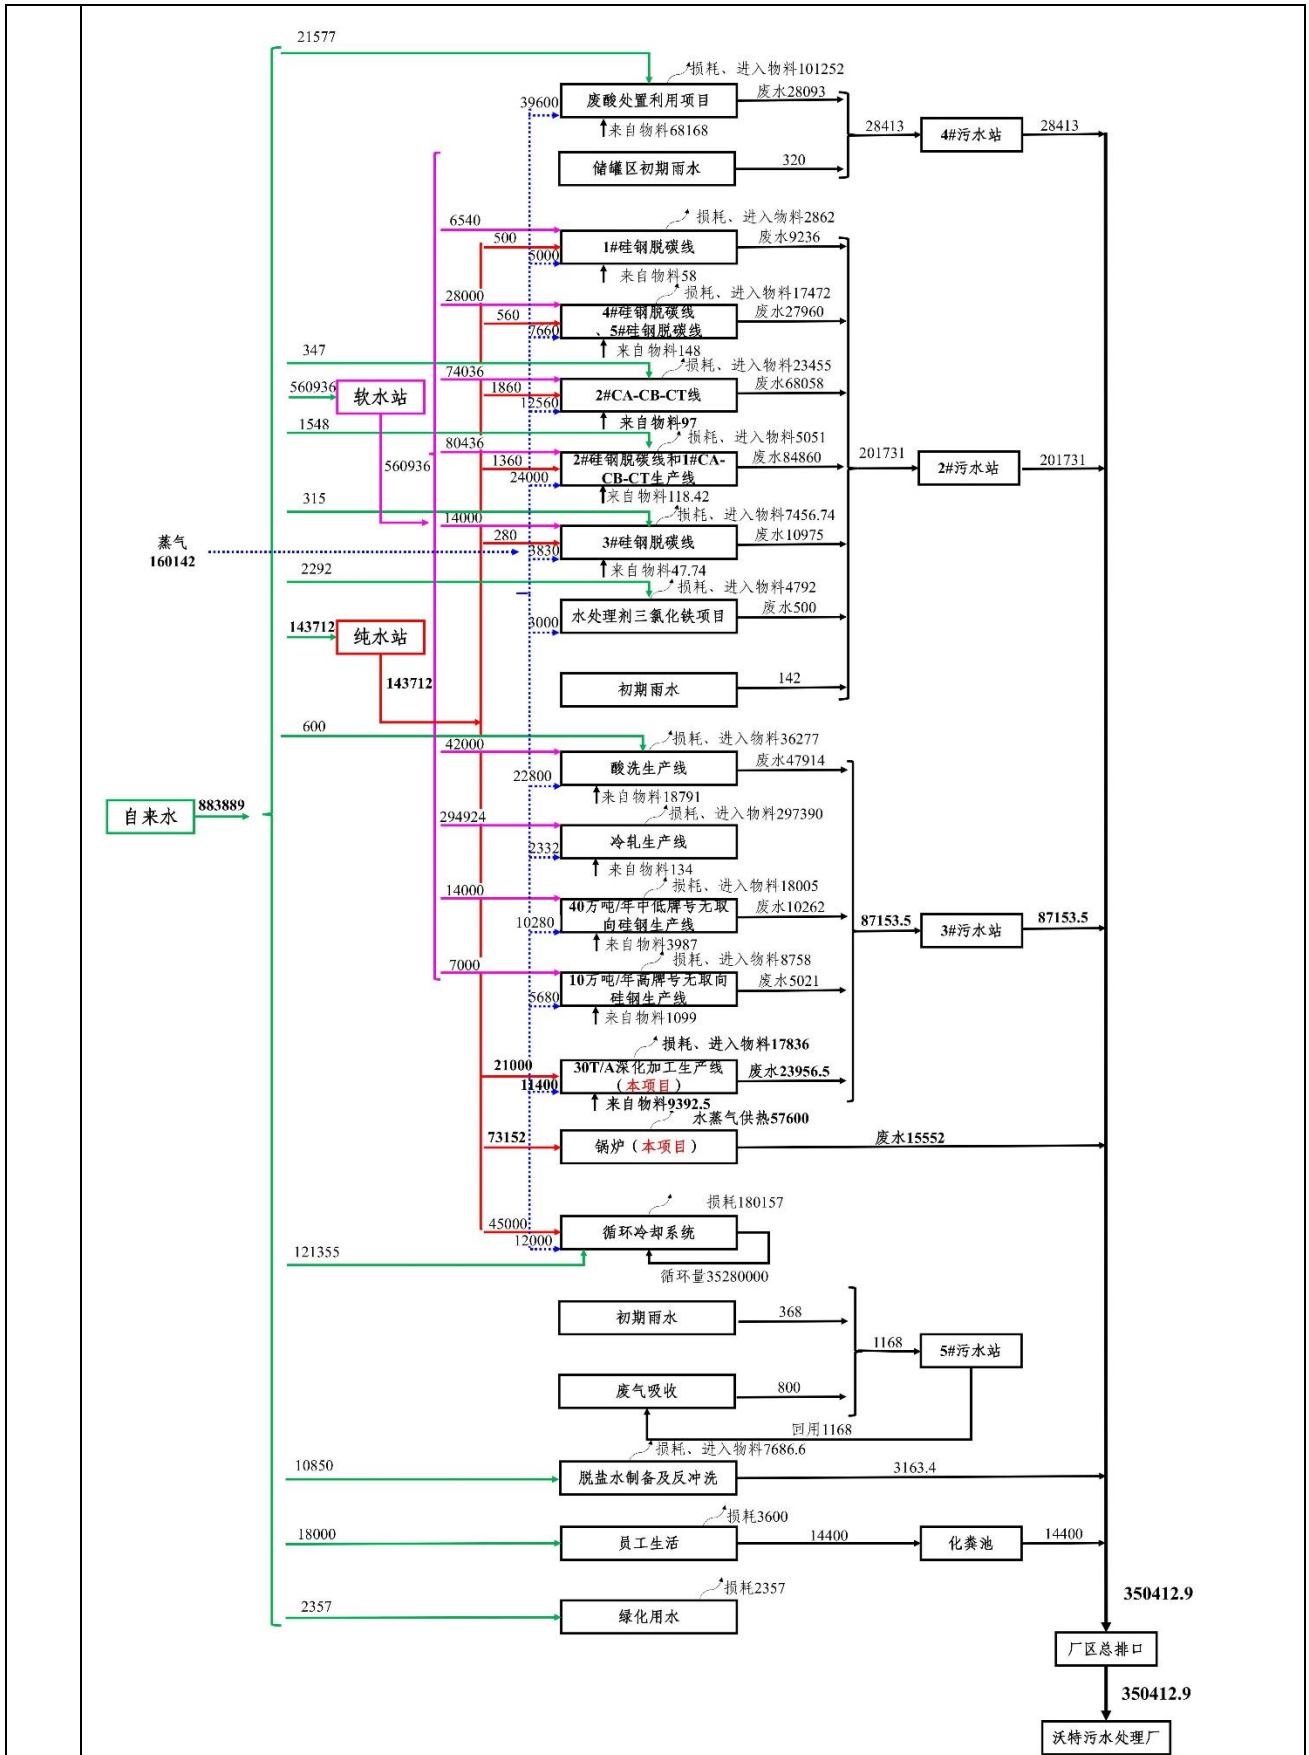 21577
损耗、进入物料101252
39600
废酸处置利用项目
废水28093
来自物料68168
28413
4#污水站
28413
储罐区初期雨水
320
6540
损耗、进入物料2862
500
1#硅钢脱碳线
废水9236
5000
来自物料58
28000
损耗、进入物料17472
560
4#硅钢脱碳线
、5#硅钢脱碳线
废水27960
7660
来自物料148
347
74036
损耗、进入物料23455
560936
软水站
1860
2#CA-CB-CT线
废水68058
12560
来自物料97
1548
80436
损耗、进入物料5051
560936
1360
2#硅钢脱碳线和1#CA-
CB-CT生产线
废水84860
24000
来自物料118.42
201731
2#污水站
201731
315
14000
损耗、进入物料7456.74
280
3#硅钢脱碳线
废水10975
3830
来自物料47.74
蒸气
160142
2292
损耗、进入物料4792
水处理剂三氯化铁项目
废水500
3000
143712
纯水站
143712
初期雨水
142
600
42000
损耗、进入物料36277
酸洗生产线
废水47914
22800
来自物料18791
自来水
883889
294924
损耗、进入物料297390
冷轧生产线
2332
来自物料134
14000
损耗、进入物料18005
40万吨/年中低牌号无取
向硅钢生产线
废水10262
10280
来自物料3987
87153.5
3#污水站
87153.5
7000
损耗、进入物料8758
10万吨/年高牌号无取向
硅钢生产线
废水5021
5680
来自物料1099
损耗、进入物料17836
21000
30T/A深化加工生产线
（本项目）
废水23956.5
11400
来自物料9392.5
水蒸气供热57600
73152
锅炉（本项目）
废水15552
损耗180157
45000
循环冷却系统
12000
121355
循环量35280000
初期雨水
368
1168
5#污水站
废气吸收
800
回用1168
损耗、进入物料7686.6
10850
脱盐水制备及反冲洗
3163.4
损耗3600
18000
员工生活
14400
化粪池
14400
损耗2357
2357
绿化用水
350412.9
厂区总排口
350412.9
沃特污水处理厂